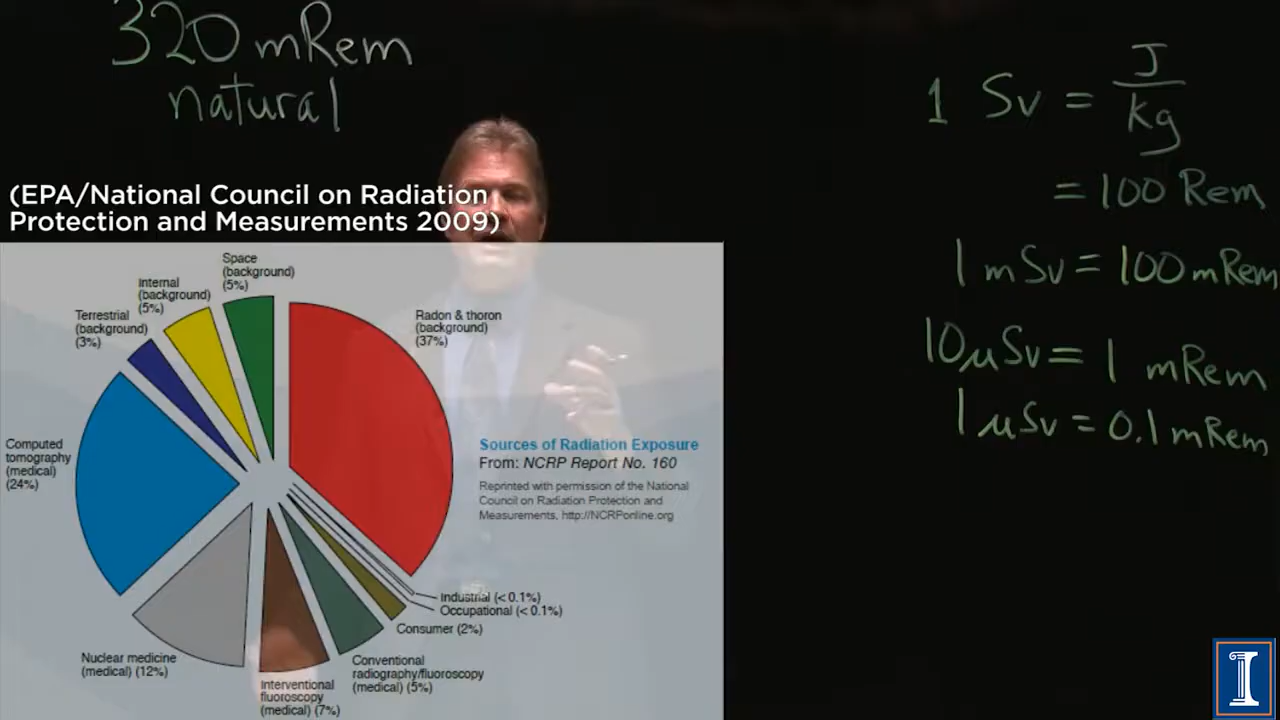 320 mRem
natural
1 Sv = J
kg
= 100 Rem
1 mSv = 100 mRem
10 μSv = 1 mRem
1 μSv = 0.1 mRem
(EPA/National Council on Radiation
Protection and Measurements 2009)
Space
(background)
(5%)
Internal
(background)
(5%)
Terrestrial
(background)
(3%)
Radon & thoron
(background)
(37%)
Computed
tomography
(medical)
(24%)
Sources of Radiation Exposure
From: NCRP Report No. 160
Reprinted with permission of the National
Council on Radiation Protection and
Measurements, http://NCRPonline.org
Industrial (< 0.1%)
Occupational (< 0.1%)
Consumer (2%)
Conventional
radiography/fluoroscopy
(medical) (5%)
Interventional
fluoroscopy
(medical) (7%)
Nuclear medicine
(medical) (12%)
I